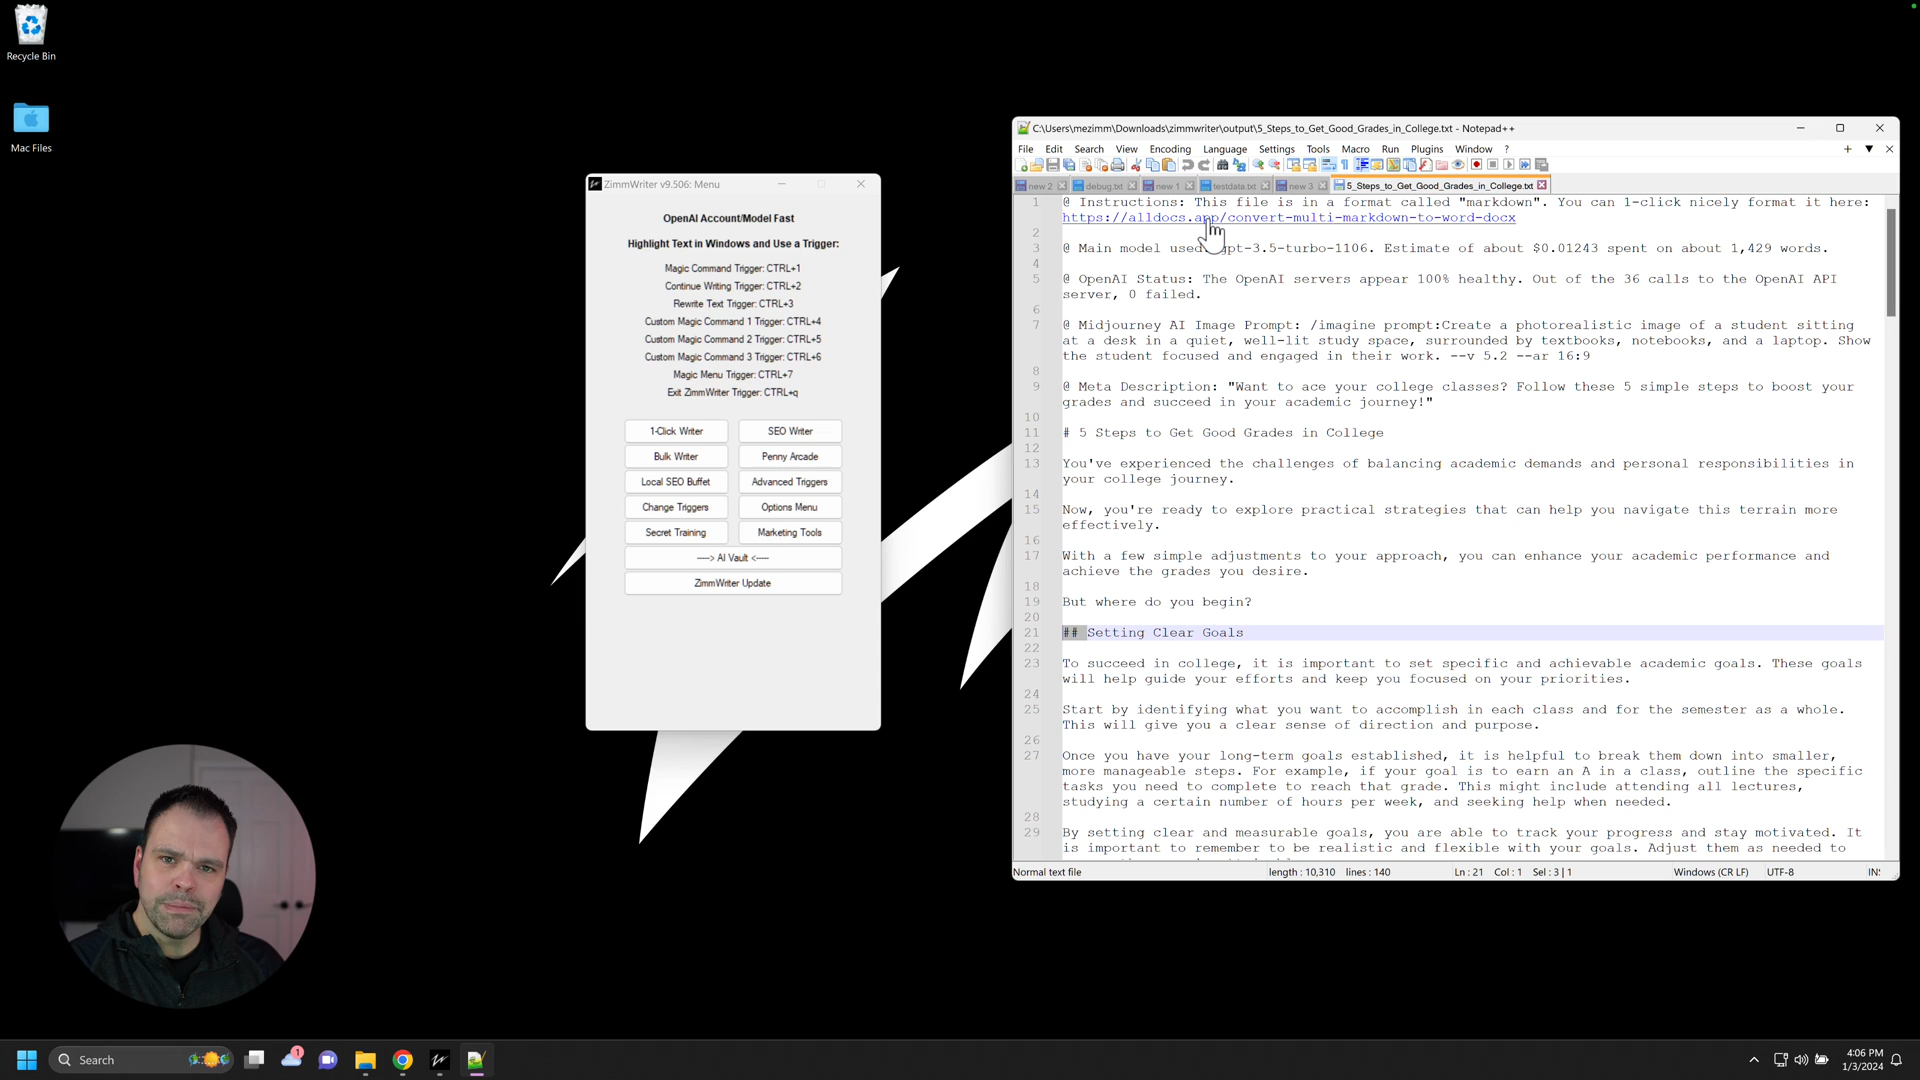 Recycle Bin
Mac Files
ZimmWriter v9.506: Menu
OpenAI Account/Model Fast
Highlight Text in Windows and Use a Trigger:
Magic Command Trigger: CTRL+1
Continue Writing Trigger: CTRL+2
Rewrite Text Trigger: CTRL+3
Custom Magic Command 1 Trigger: CTRL+4
Custom Magic Command 2 Trigger: CTRL+5
Custom Magic Command 3 Trigger: CTRL+6
Magic Menu Trigger: CTRL+7
Exit ZimmWriter Trigger: CTRL+q
1-Click Writer SEO Writer
Bulk Writer Penny Arcade
Local SEO Buffet Advanced Triggers
Change Triggers Options Menu
Secret Training Marketing Tools
----> AI Vault <----
ZimmWriter Update
C:\Users\mezimm\Downloads\zimmwriter\output\5_Steps_to_Get_Good_Grades_in_College.txt - Notepad++
File Edit Search View Encoding Language Settings Tools Macro Run Plugins Window ?
new 2 debug.txt new 1 testdata.txt new 3 5_Steps_to_Get_Good_Grades_in_College.txt
1 @ Instructions: This file is in a format called "markdown". You can 1-click nicely format it here:
https://alldocs.app/convert-multi-markdown-to-word-docx
2
3 @ Main model used: gpt-3.5-turbo-1106. Estimate of about $0.01243 spent on about 1,429 words.
4
5 @ OpenAI Status: The OpenAI servers appear 100% healthy. Out of the 36 calls to the OpenAI API
server, 0 failed.
6
7 @ Midjourney AI Image Prompt: /imagine prompt:Create a photorealistic image of a student sitting
at a desk in a quiet, well-lit study space, surrounded by textbooks, notebooks, and a laptop. Show
the student focused and engaged in their work. --v 5.2 --ar 16:9
8
9 @ Meta Description: "Want to ace your college classes? Follow these 5 simple steps to boost your
grades and succeed in your academic journey!"
10
11 # 5 Steps to Get Good Grades in College
12
13 You've experienced the challenges of balancing academic demands and personal responsibilities in
your college journey.
14
15 Now, you're ready to explore practical strategies that can help you navigate this terrain more
effectively.
16
17 With a few simple adjustments to your approach, you can enhance your academic performance and
achieve the grades you desire.
18
19 But where do you begin?
20
21 ## Setting Clear Goals
22
23 To succeed in college, it is important to set specific and achievable academic goals. These goals
will help guide your efforts and keep you focused on your priorities.
24
25 Start by identifying what you want to accomplish in each class and for the semester as a whole.
This will give you a clear sense of direction and purpose.
26
27 Once you have your long-term goals established, it is helpful to break them down into smaller,
more manageable steps. For example, if your goal is to earn an A in a class, outline the specific
tasks you need to complete to reach that grade. This might include attending all lectures,
studying a certain number of hours per week, and seeking help when needed.
28
29 By setting clear and measurable goals, you are able to track your progress and stay motivated. It
is important to remember to be realistic and flexible with your goals. Adjust them as needed to
Normal text file length : 10,310 lines : 140 Ln : 21 Col : 1 Sel : 3 | 1 Windows (CR LF) UTF-8 INS
Search
1
4:06 PM
1/3/2024